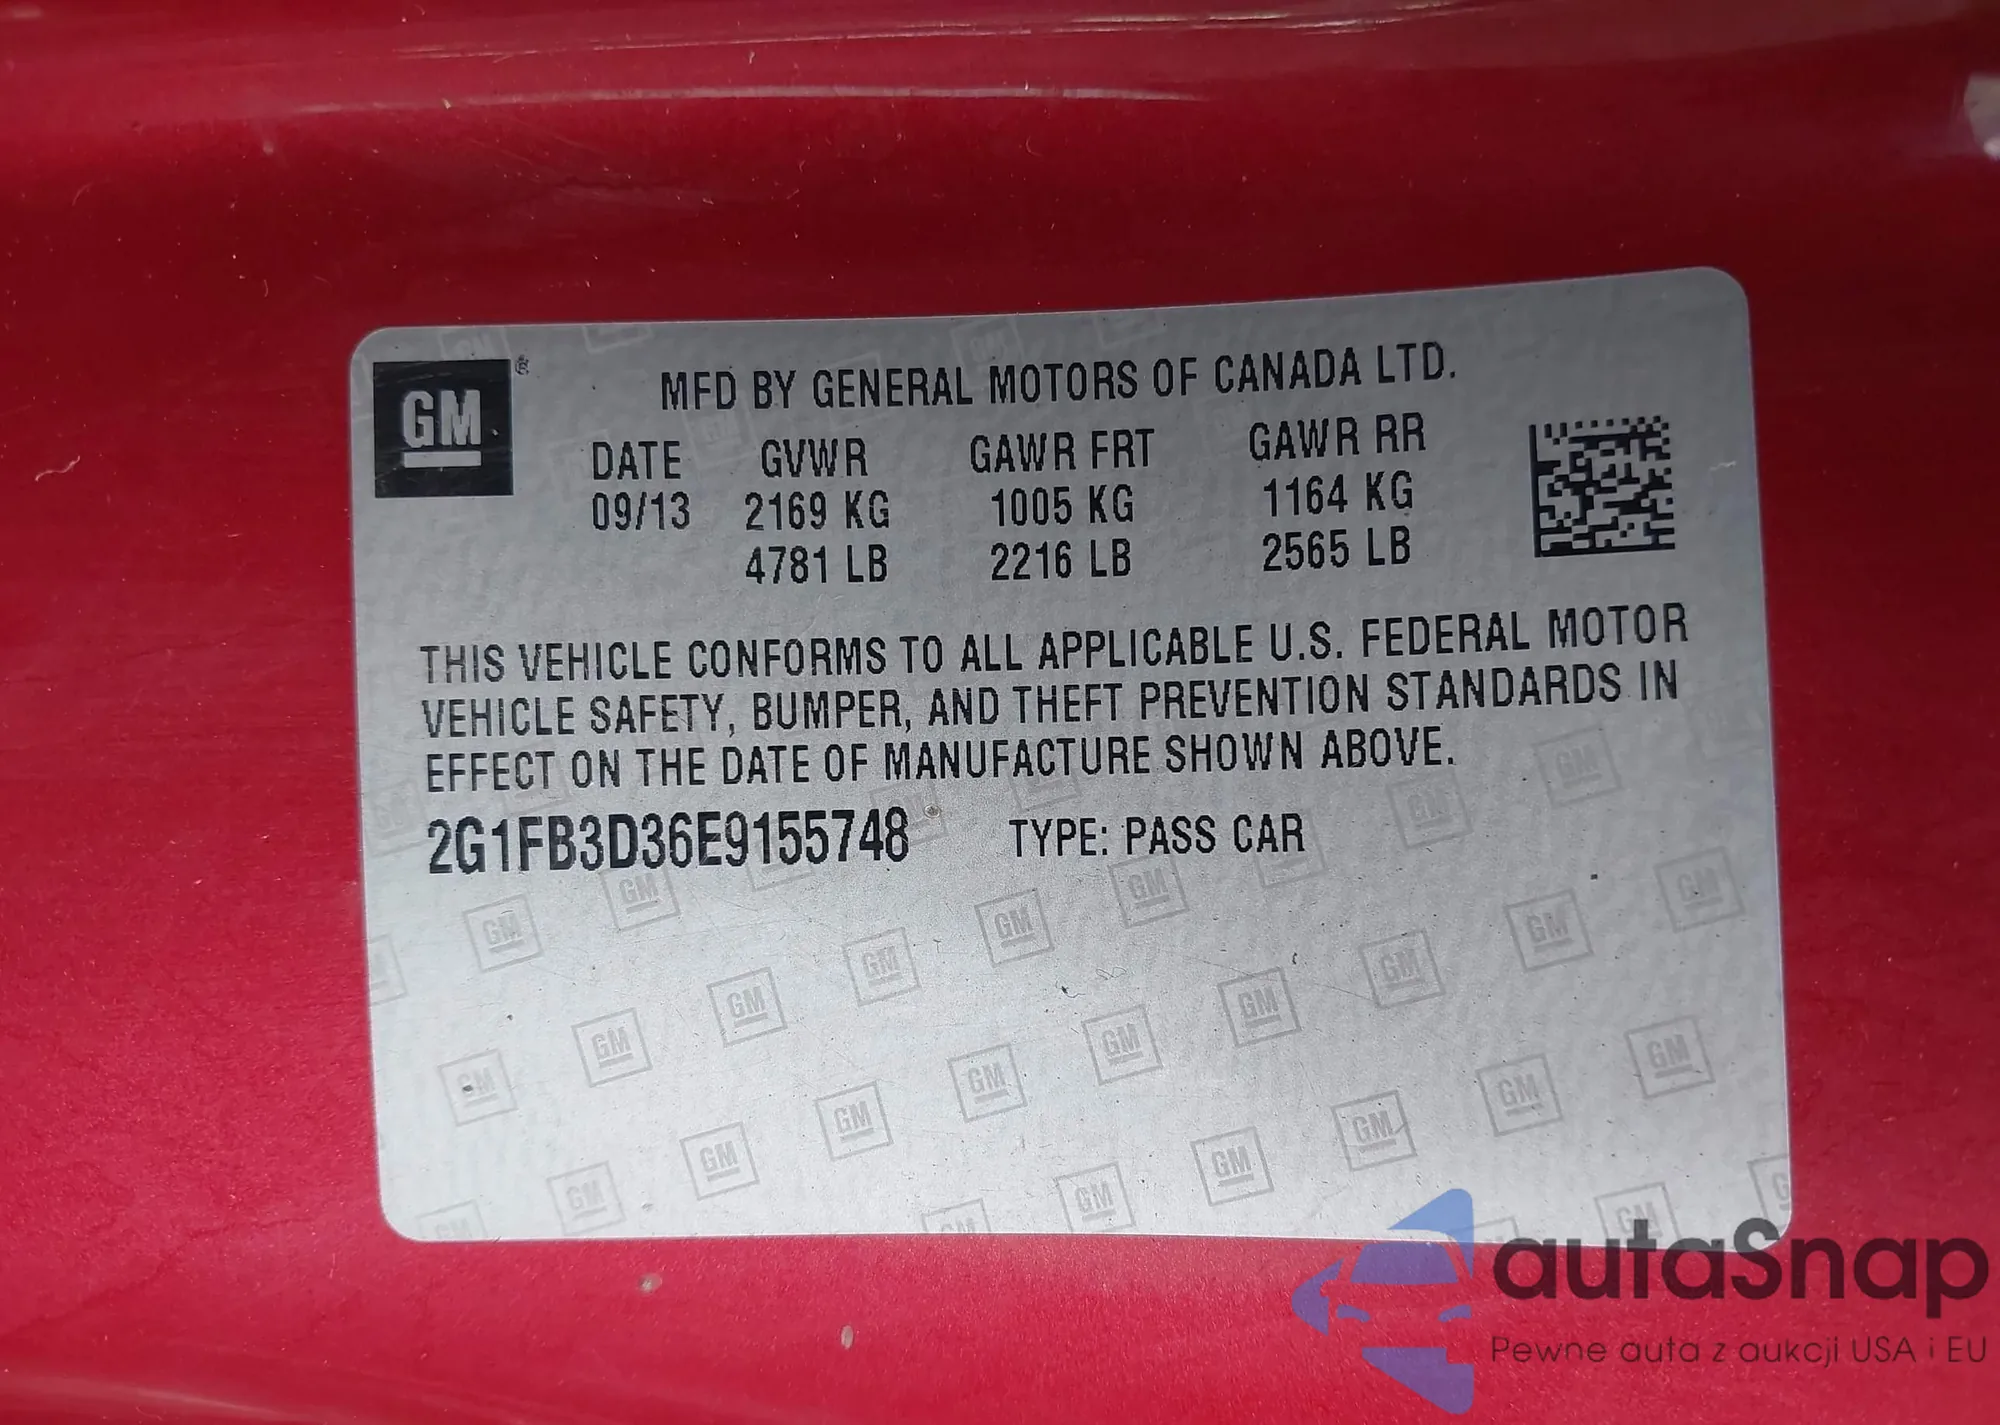 GM®
MFD BY GENERAL MOTORS OF CANADA LTD.
DATE GVWR GAWR FRT GAWR RR
09/13 2169 KG 1005 KG 1164 KG
4781 LB 2216 LB 2565 LB
THIS VEHICLE CONFORMS TO ALL APPLICABLE U.S. FEDERAL MOTOR
VEHICLE SAFETY, BUMPER, AND THEFT PREVENTION STANDARDS IN
EFFECT ON THE DATE OF MANUFACTURE SHOWN ABOVE.
2G1FB3D36E9155748 TYPE: PASS CAR
autaSnap
Pewne auta z aukcji USA i EU